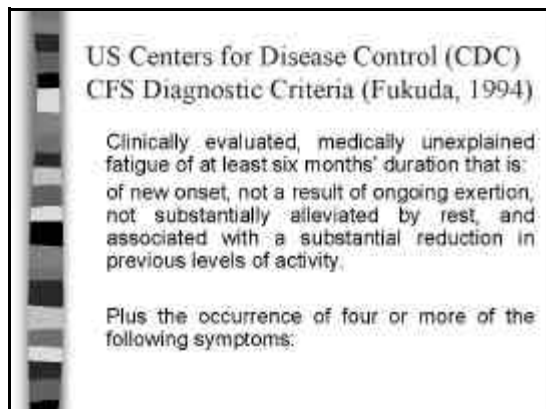 US Centers for Disease Control (CDC)
CFS Diagnostic Criteria (Fukuda, 1994)
Clinically evaluated, medically unexplained
fatigue of at least six months' duration that is:
of new onset, not a result of ongoing exertion,
not substantially alleviated by rest, and
associated with a substantial reduction in
previous levels of activity.
Plus the occurrence of four or more of the
following symptoms: